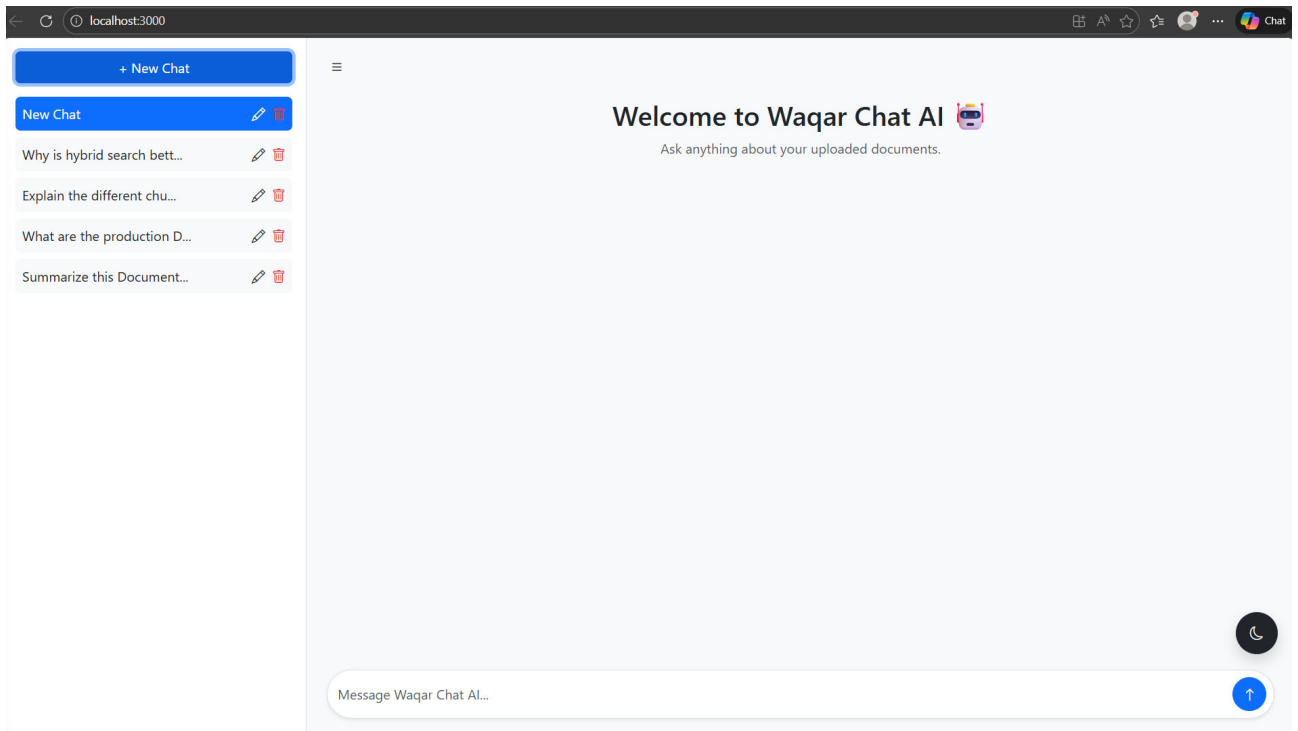 localhost:3000
Chat
+ New Chat
New Chat
Why is hybrid search bett...
Explain the different chu...
What are the production D...
Summarize this Document...
Welcome to Waqar Chat AI
Ask anything about your uploaded documents.
Message Waqar Chat AI...